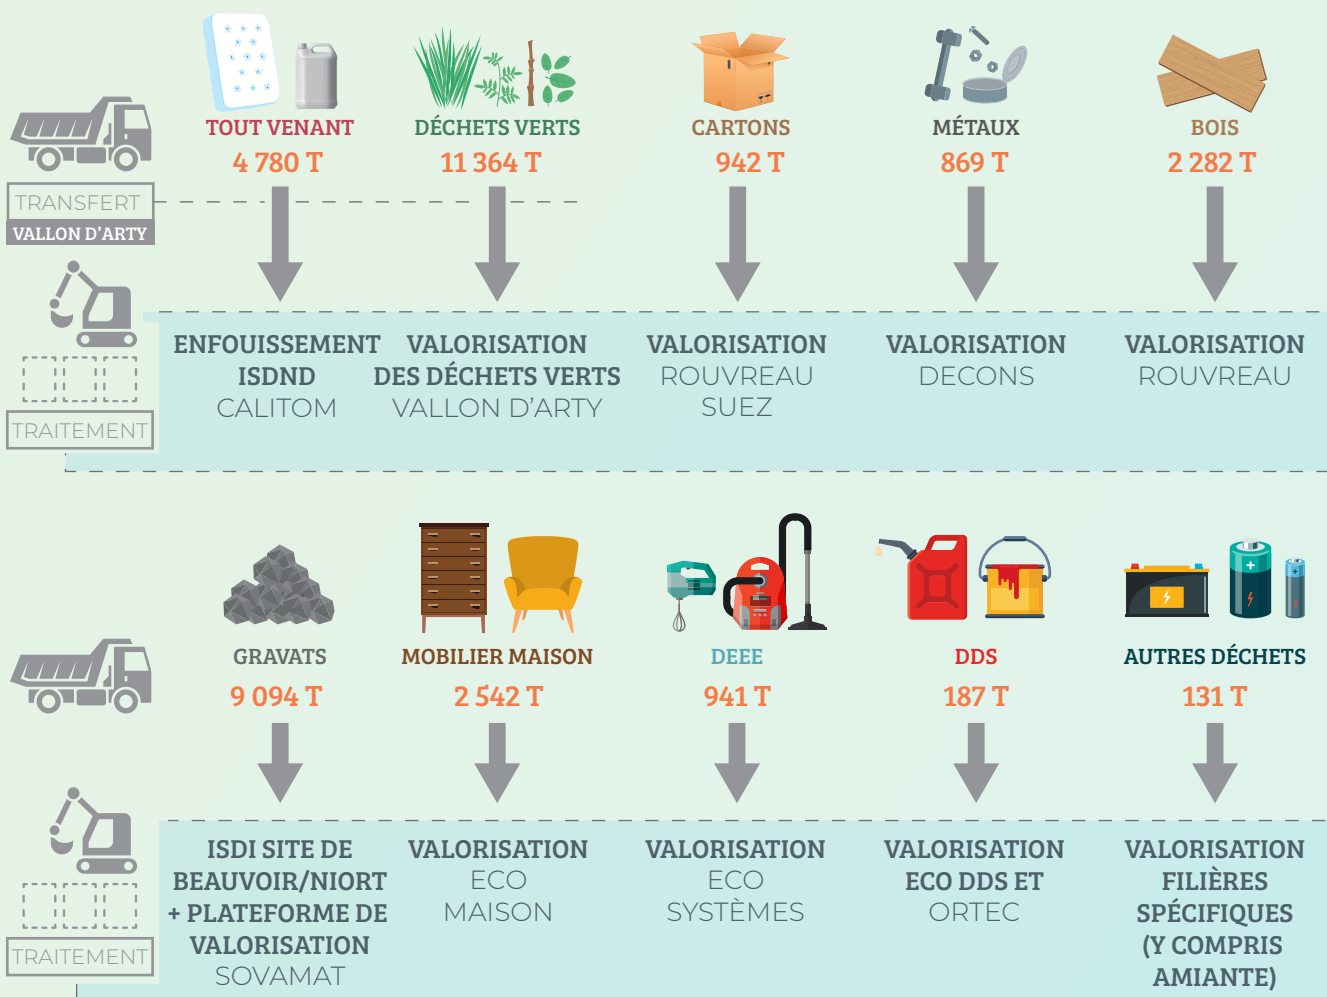 TOUT VENANT
4 780 T
DÉCHETS VERTS
11 364 T
CARTONS
942 T
MÉTAUX
869 T
BOIS
2 282 T
TRANSFERT
VALLON D'ARTY
ENFOUISSEMENT
ISDND
CALITOM
VALORISATION
DES DÉCHETS VERTS
VALLON D'ARTY
VALORISATION
ROUVREAU
SUEZ
VALORISATION
DECONS
VALORISATION
ROUVREAU
TRAITEMENT
GRAVATS
9 094 T
MOBILIER MAISON
2 542 T
DEEE
941 T
DDS
187 T
AUTRES DÉCHETS
131 T
ISDI SITE DE
BEAUVOIR/NIORT
+ PLATEFORME DE
VALORISATION
SOVAMAT
VALORISATION
ECO
MAISON
VALORISATION
ECO
SYSTÈMES
VALORISATION
ECO DDS ET
ORTEC
VALORISATION
FILIÈRES
SPÉCIFIQUES
(Y COMPRIS
AMIANTE)
TRAITEMENT